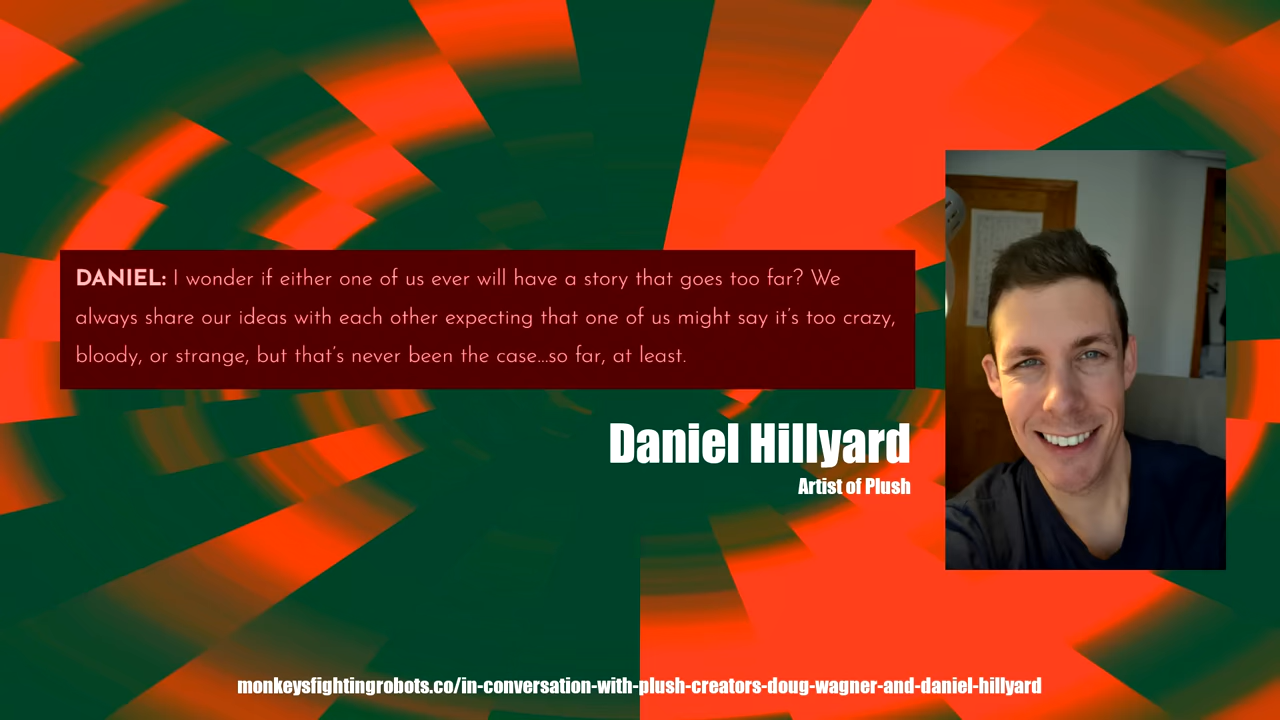 DANIEL: I wonder if either one of us ever will have a story that goes too far? We
always share our ideas with each other expecting that one of us might say it's too crazy,
bloody, or strange, but that's never been the case...so far, at least.
Daniel Hillyard
Artist of Plush
monkeysfightingrobots.co/in-conversation-with-plush-creators-doug-wagner-and-daniel-hillyard